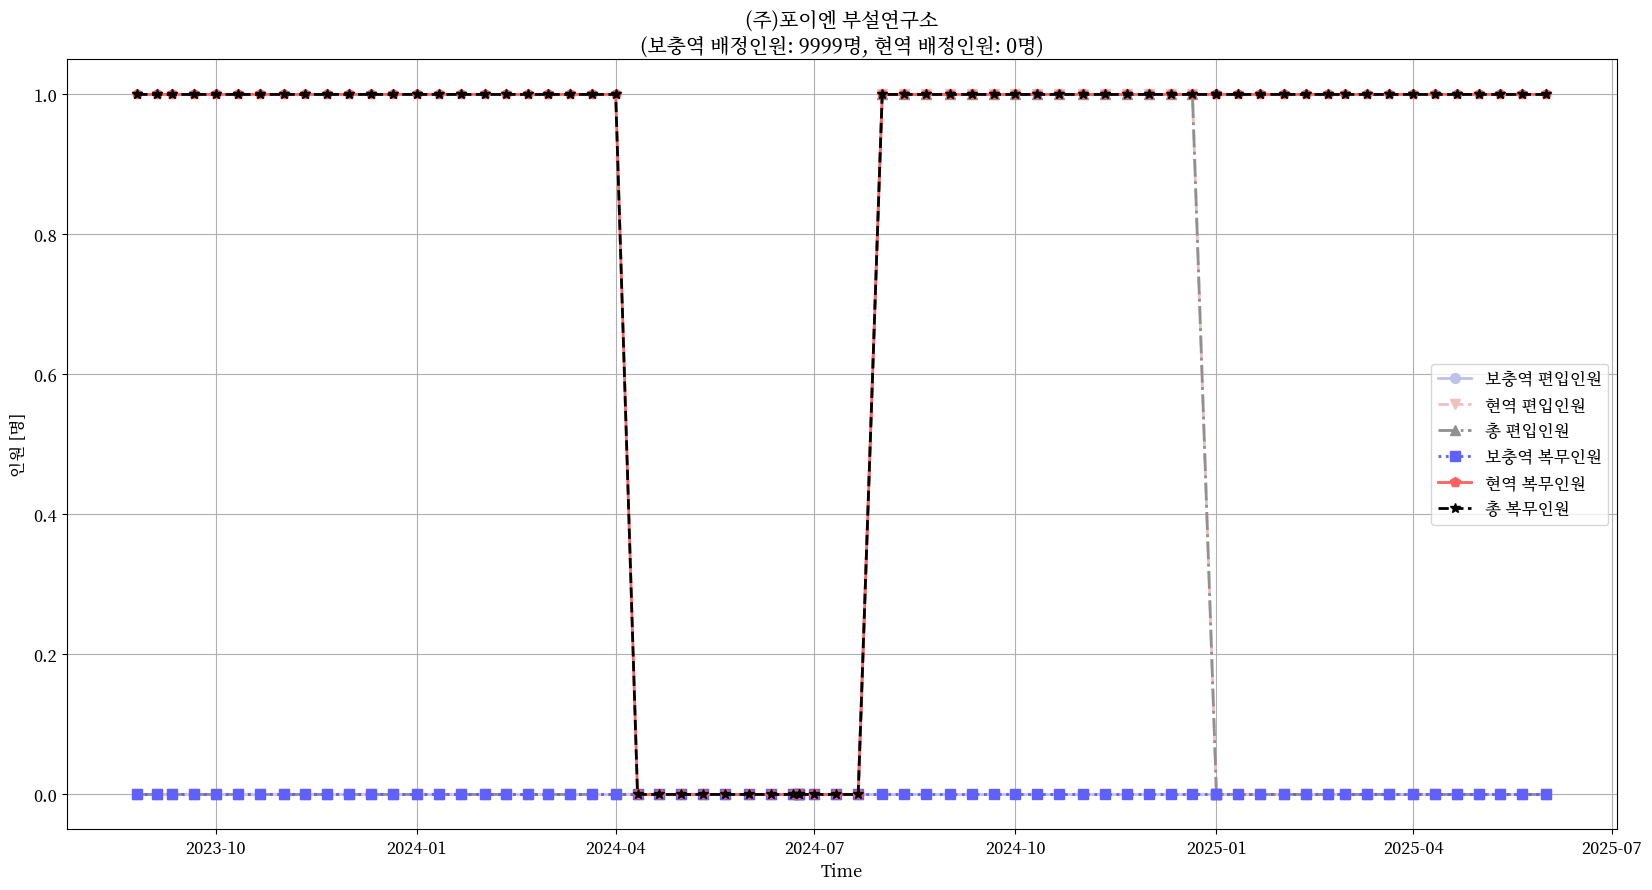 (주)포이엔 부설연구소
(보충역 배정인원: 9999명, 현역 배정인원: 0명)
인원 [명]
1.0
0.8
0.6
0.4
0.2
0.0
보충역 편입인원
현역 편입인원
총 편입인원
보충역 복무인원
현역 복무인원
총 복무인원
2023-10 2024-01 2024-04 2024-07 2024-10 2025-01 2025-04 2025-07
Time